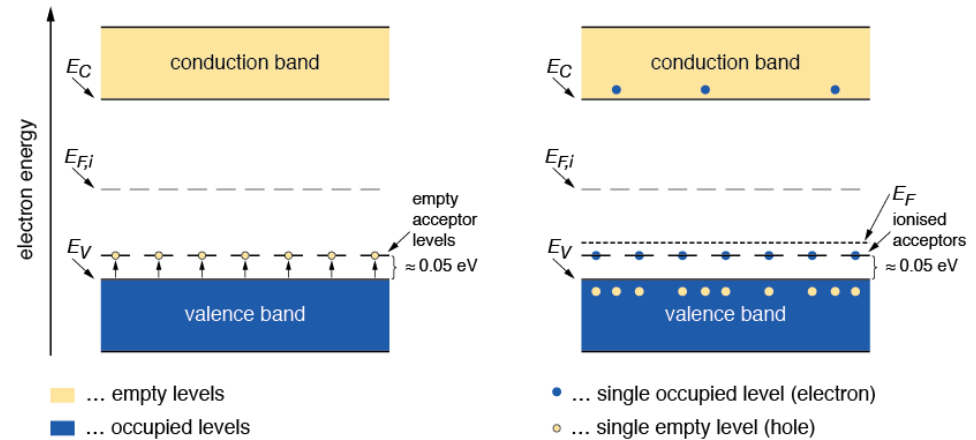 electron energy
conduction band
E_C
E_{F,i}
empty
acceptor
levels
E_V
≈ 0.05 eV
valence band
... empty levels
... occupied levels
conduction band
E_C
E_{F,i}
E_F
ionised
acceptors
E_V
≈ 0.05 eV
valence band
... single occupied level (electron)
... single empty level (hole)